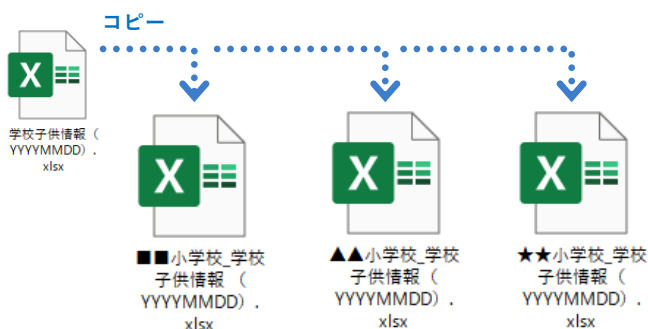 コピー
X
学校子供情報（
YYYYMMDD）.
xlsx
X
■■小学校_学校
子供情報 （
YYYYMMDD）.
xlsx
X
▲▲小学校_学校
子供情報（
YYYYMMDD）.
xlsx
X
★★小学校_学校
子供情報（
YYYYMMDD）.
xlsx